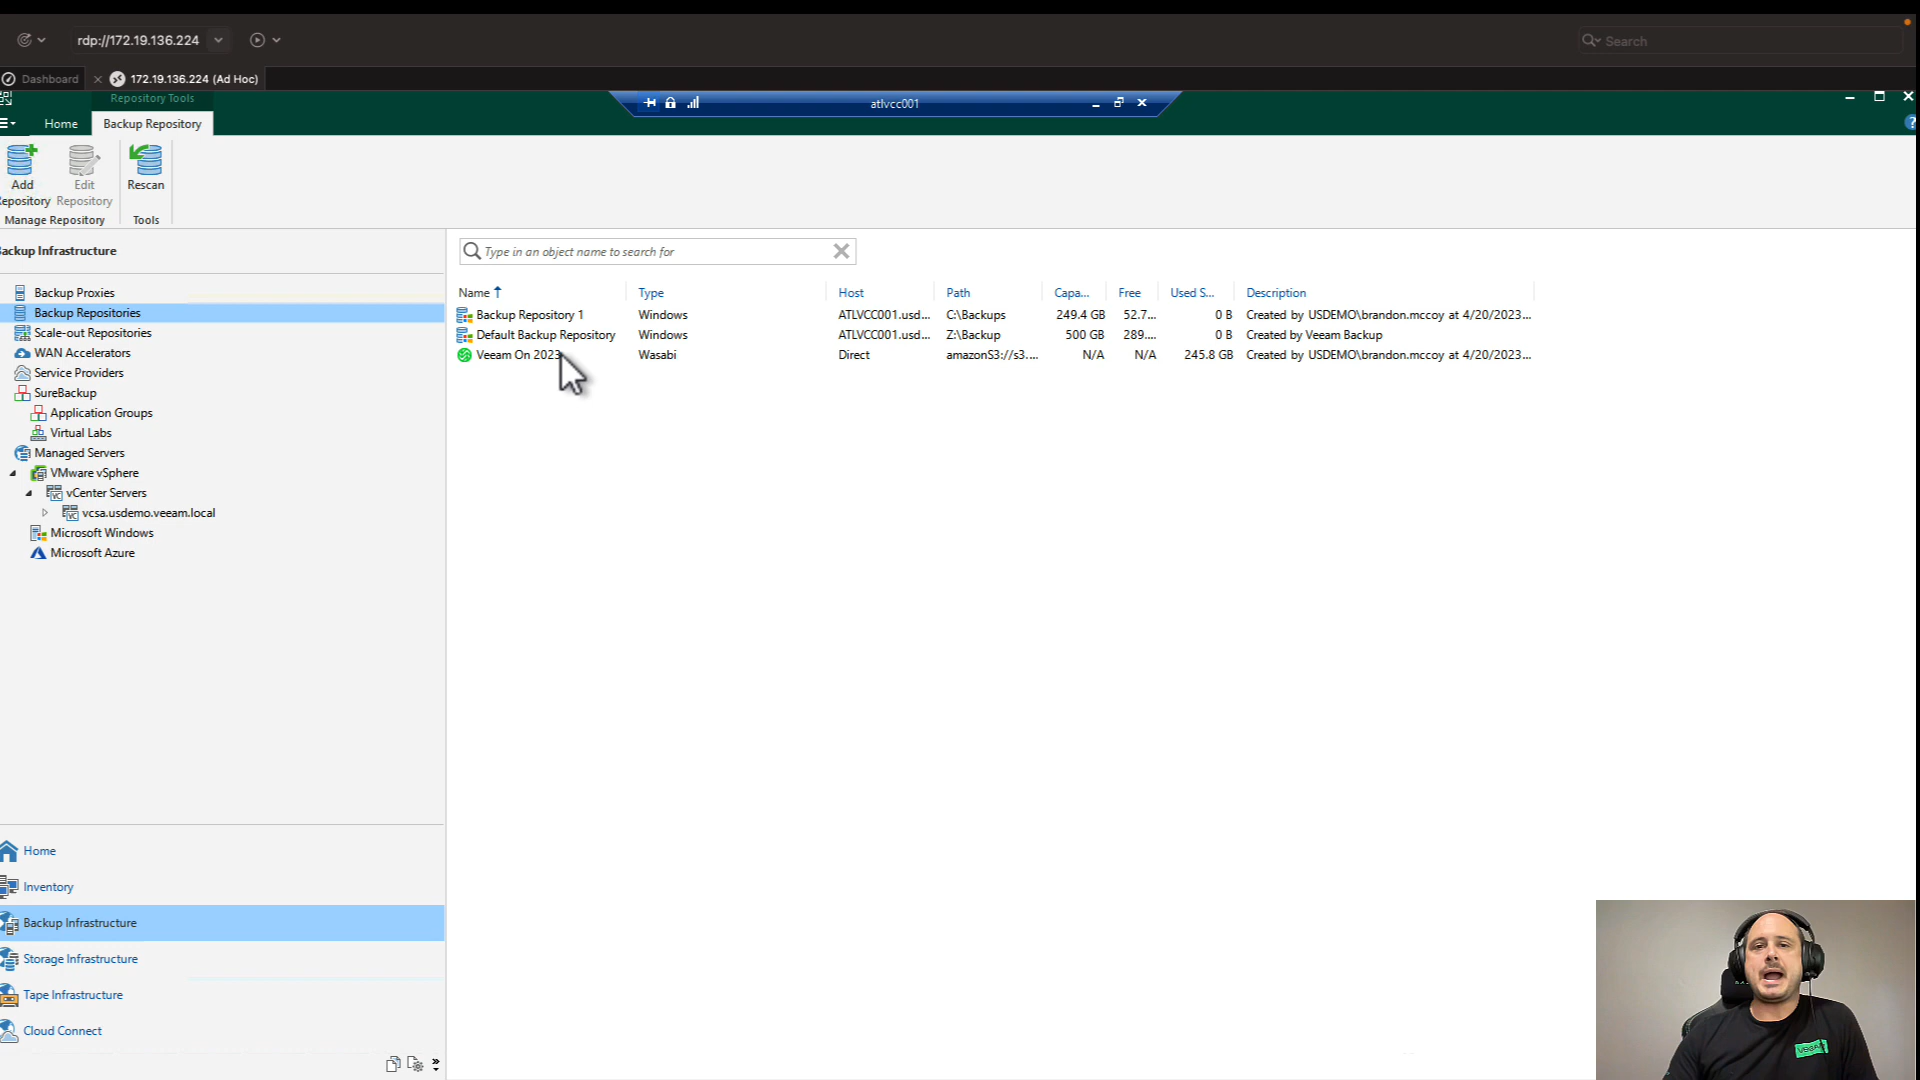 rdp://172.19.136.224
Search
Dashboard
172.19.136.224 (Ad Hoc)
Repository Tools
atlvcc001
Home
Backup Repository
Add
epository
Edit
Repository
Rescan
Manage Repository
Tools
ackup Infrastructure
Backup Proxies
Backup Repositories
Scale-out Repositories
WAN Accelerators
Service Providers
SureBackup
Application Groups
Virtual Labs
Managed Servers
VMware vSphere
vCenter Servers
vcsa.usdemo.veeam.local
Microsoft Windows
Microsoft Azure
Home
Inventory
Backup Infrastructure
Storage Infrastructure
Tape Infrastructure
Cloud Connect
Type in an object name to search for
Name Type Host Path Capa... Free Used S... Description
Backup Repository 1 Windows ATLVCC001.usd... C:\Backups 249.4 GB 52.7... 0 B Created by USDEMO\brandon.mccoy at 4/20/2023...
Default Backup Repository Windows ATLVCC001.usd... Z:\Backup 500 GB 289.... 0 B Created by Veeam Backup
Veeam On 2023 Wasabi Direct amazonS3://s3.... N/A N/A 245.8 GB Created by USDEMO\brandon.mccoy at 4/20/2023...